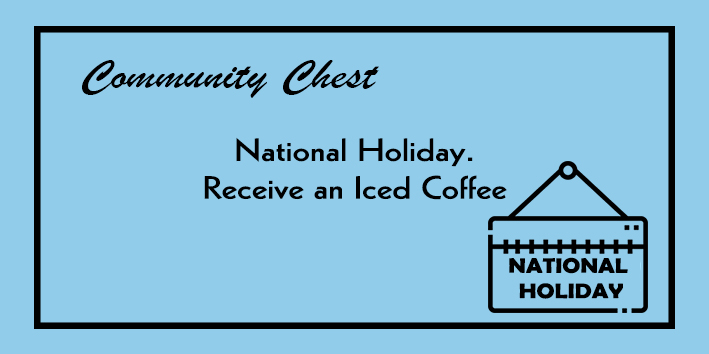 Community Chest
National Holiday.
Receive an Iced Coffee
NATIONAL
HOLIDAY